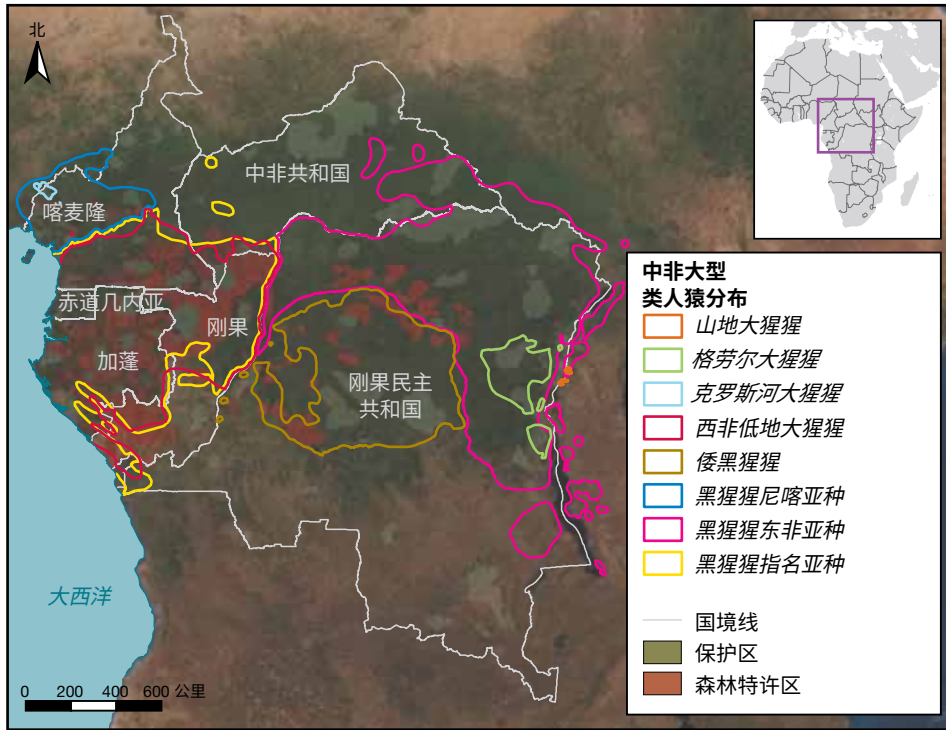 北
中非共和国
喀麦隆
赤道几内亚
刚果
加蓬
刚果民主
共和国
大西洋
0 200 400 600 公里
中非大型
类人猿分布
山地大猩猩
格劳尔大猩猩
克罗斯河大猩猩
西非低地大猩猩
倭黑猩猩
黑猩猩尼喀亚种
黑猩猩东非亚种
黑猩猩指名亚种
国境线
保护区
森林特许区